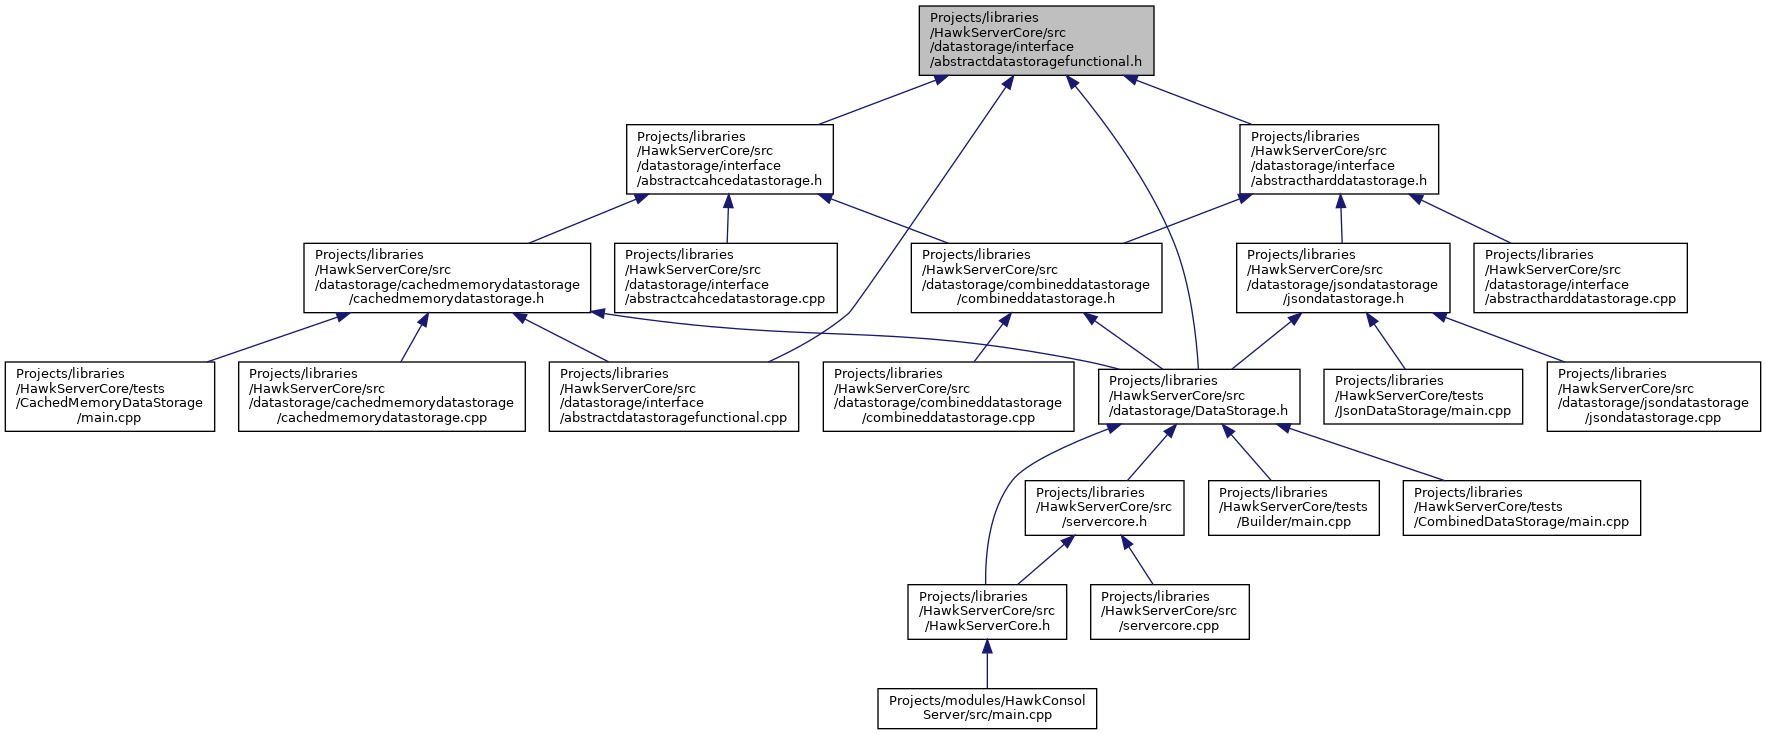 Projects/libraries
/HawkServerCore/src
/datastorage/interface
/abstractdatastoragefunctional.h
Projects/libraries
/HawkServerCore/src
/datastorage/interface
/abstractcahcedatastorage.h
Projects/libraries
/HawkServerCore/src
/datastorage/interface
/abstractharddatastorage.h
Projects/libraries
/HawkServerCore/src
/datastorage/cachedmemorydatastorage
/cachedmemorydatastorage.h
Projects/libraries
/HawkServerCore/src
/datastorage/interface
/abstractcahcedatastorage.cpp
Projects/libraries
/HawkServerCore/src
/datastorage/combineddatastorage
/combineddatastorage.h
Projects/libraries
/HawkServerCore/src
/datastorage/jsondatastorage
/jsondatastorage.h
Projects/libraries
/HawkServerCore/src
/datastorage/interface
/abstractharddatastorage.cpp
Projects/libraries
/HawkServerCore/tests
/CachedMemoryDataStorage
/main.cpp
Projects/libraries
/HawkServerCore/src
/datastorage/cachedmemorydatastorage
/cachedmemorydatastorage.cpp
Projects/libraries
/HawkServerCore/src
/datastorage/interface
/abstractdatastoragefunctional.cpp
Projects/libraries
/HawkServerCore/src
/datastorage/combineddatastorage
/combineddatastorage.cpp
Projects/libraries
/HawkServerCore/src
/datastorage/DataStorage.h
Projects/libraries
/HawkServerCore/tests
/JsonDataStorage/main.cpp
Projects/libraries
/HawkServerCore/src
/datastorage/jsondatastorage
/jsondatastorage.cpp
Projects/libraries
/HawkServerCore/src
/servercore.h
Projects/libraries
/HawkServerCore/tests
/Builder/main.cpp
Projects/libraries
/HawkServerCore/tests
/CombinedDataStorage/main.cpp
Projects/libraries
/HawkServerCore/src
/HawkServerCore.h
Projects/libraries
/HawkServerCore/src
/servercore.cpp
Projects/modules/HawkConsol
Server/src/main.cpp